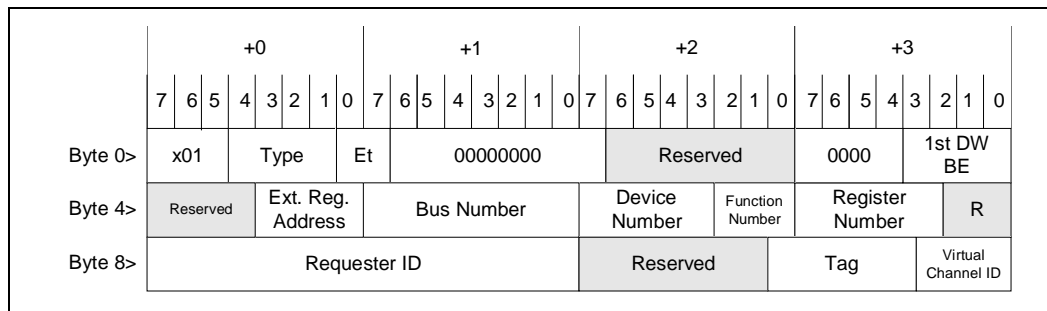 +0 +1 +2 +3
7 6 5 4 3 2 1 0 7 6 5 4 3 2 1 0 7 6 5 4 3 2 1 0 7 6 5 4 3 2 1 0
Byte 0> x01 Type Et 00000000 Reserved 0000 1st DW
BE
Byte 4> Reserved Ext. Reg.
Address Bus Number Device
Number Function
Number Register
Number R
Byte 8> Requester ID Reserved Tag Virtual
Channel ID